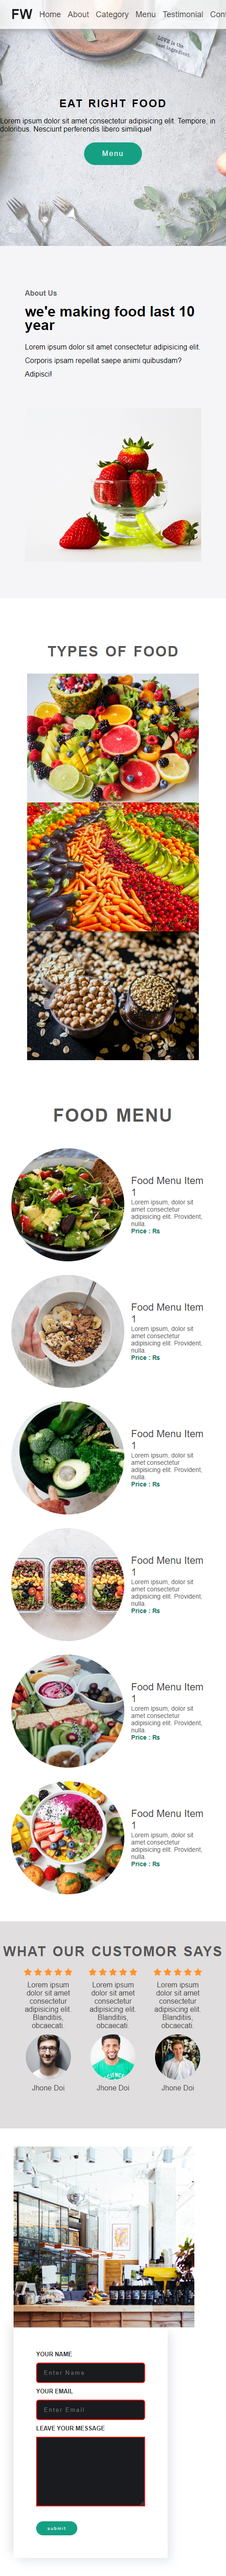 FW Home About Category Menu Testimonial Con
LOVE is the
best ingredient.
EAT RIGHT FOOD
Lorem ipsum dolor sit amet consectetur adipisicing elit. Tempore, in
doloribus. Nesciunt perferendis libero similique!
Menu
About Us
we'e making food last 10
year
Lorem ipsum dolor sit amet consectetur adipisicing elit.
Corporis ipsam repellat saepe animi quibusdam?
Adipisci!
TYPES OF FOOD
FOOD MENU
Food Menu Item
1
Lorem ipsum, dolor sit
amet consectetur
adipisicing elit. Provident,
nulla.
Price : Rs
Food Menu Item
1
Lorem ipsum, dolor sit
amet consectetur
adipisicing elit. Provident,
nulla.
Price : Rs
Food Menu Item
1
Lorem ipsum, dolor sit
amet consectetur
adipisicing elit. Provident,
nulla.
Price : Rs
Food Menu Item
1
Lorem ipsum, dolor sit
amet consectetur
adipisicing elit. Provident,
nulla.
Price : Rs
Food Menu Item
1
Lorem ipsum, dolor sit
amet consectetur
adipisicing elit. Provident,
nulla.
Price : Rs
Food Menu Item
1
Lorem ipsum, dolor sit
amet consectetur
adipisicing elit. Provident,
nulla.
Price : Rs
WHAT OUR CUSTOMOR SAYS
Lorem ipsum
dolor sit amet
consectetur
adipisicing elit.
Blanditiis,
obcaecati.
Jhone Doi
Lorem ipsum
dolor sit amet
consectetur
adipisicing elit.
Blanditiis,
obcaecati.
Jhone Doi
Lorem ipsum
dolor sit amet
consectetur
adipisicing elit.
Blanditiis,
obcaecati.
Jhone Doi
YOUR NAME
Enter Name
YOUR EMAIL
Enter Email
LEAVE YOUR MESSAGE
submit